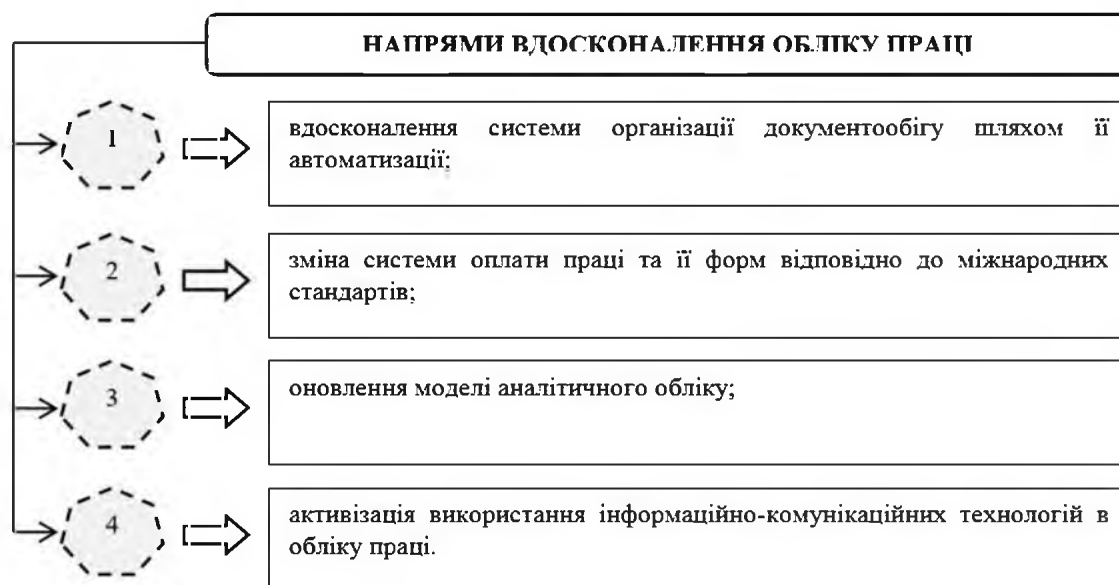 НАПРЯМИ ВДОСКОНАЛЕННЯ ОБЛІКУ ПРАЦІ
1
вдосконалення системи організації документообігу шляхом її
автоматизації;
2
зміна системи оплати праці та її форм відповідно до міжнародних
стандартів;
3
оновлення моделі аналітичного обліку;
4
активізація використання інформаційно-комунікаційних технологій в
обліку праці.